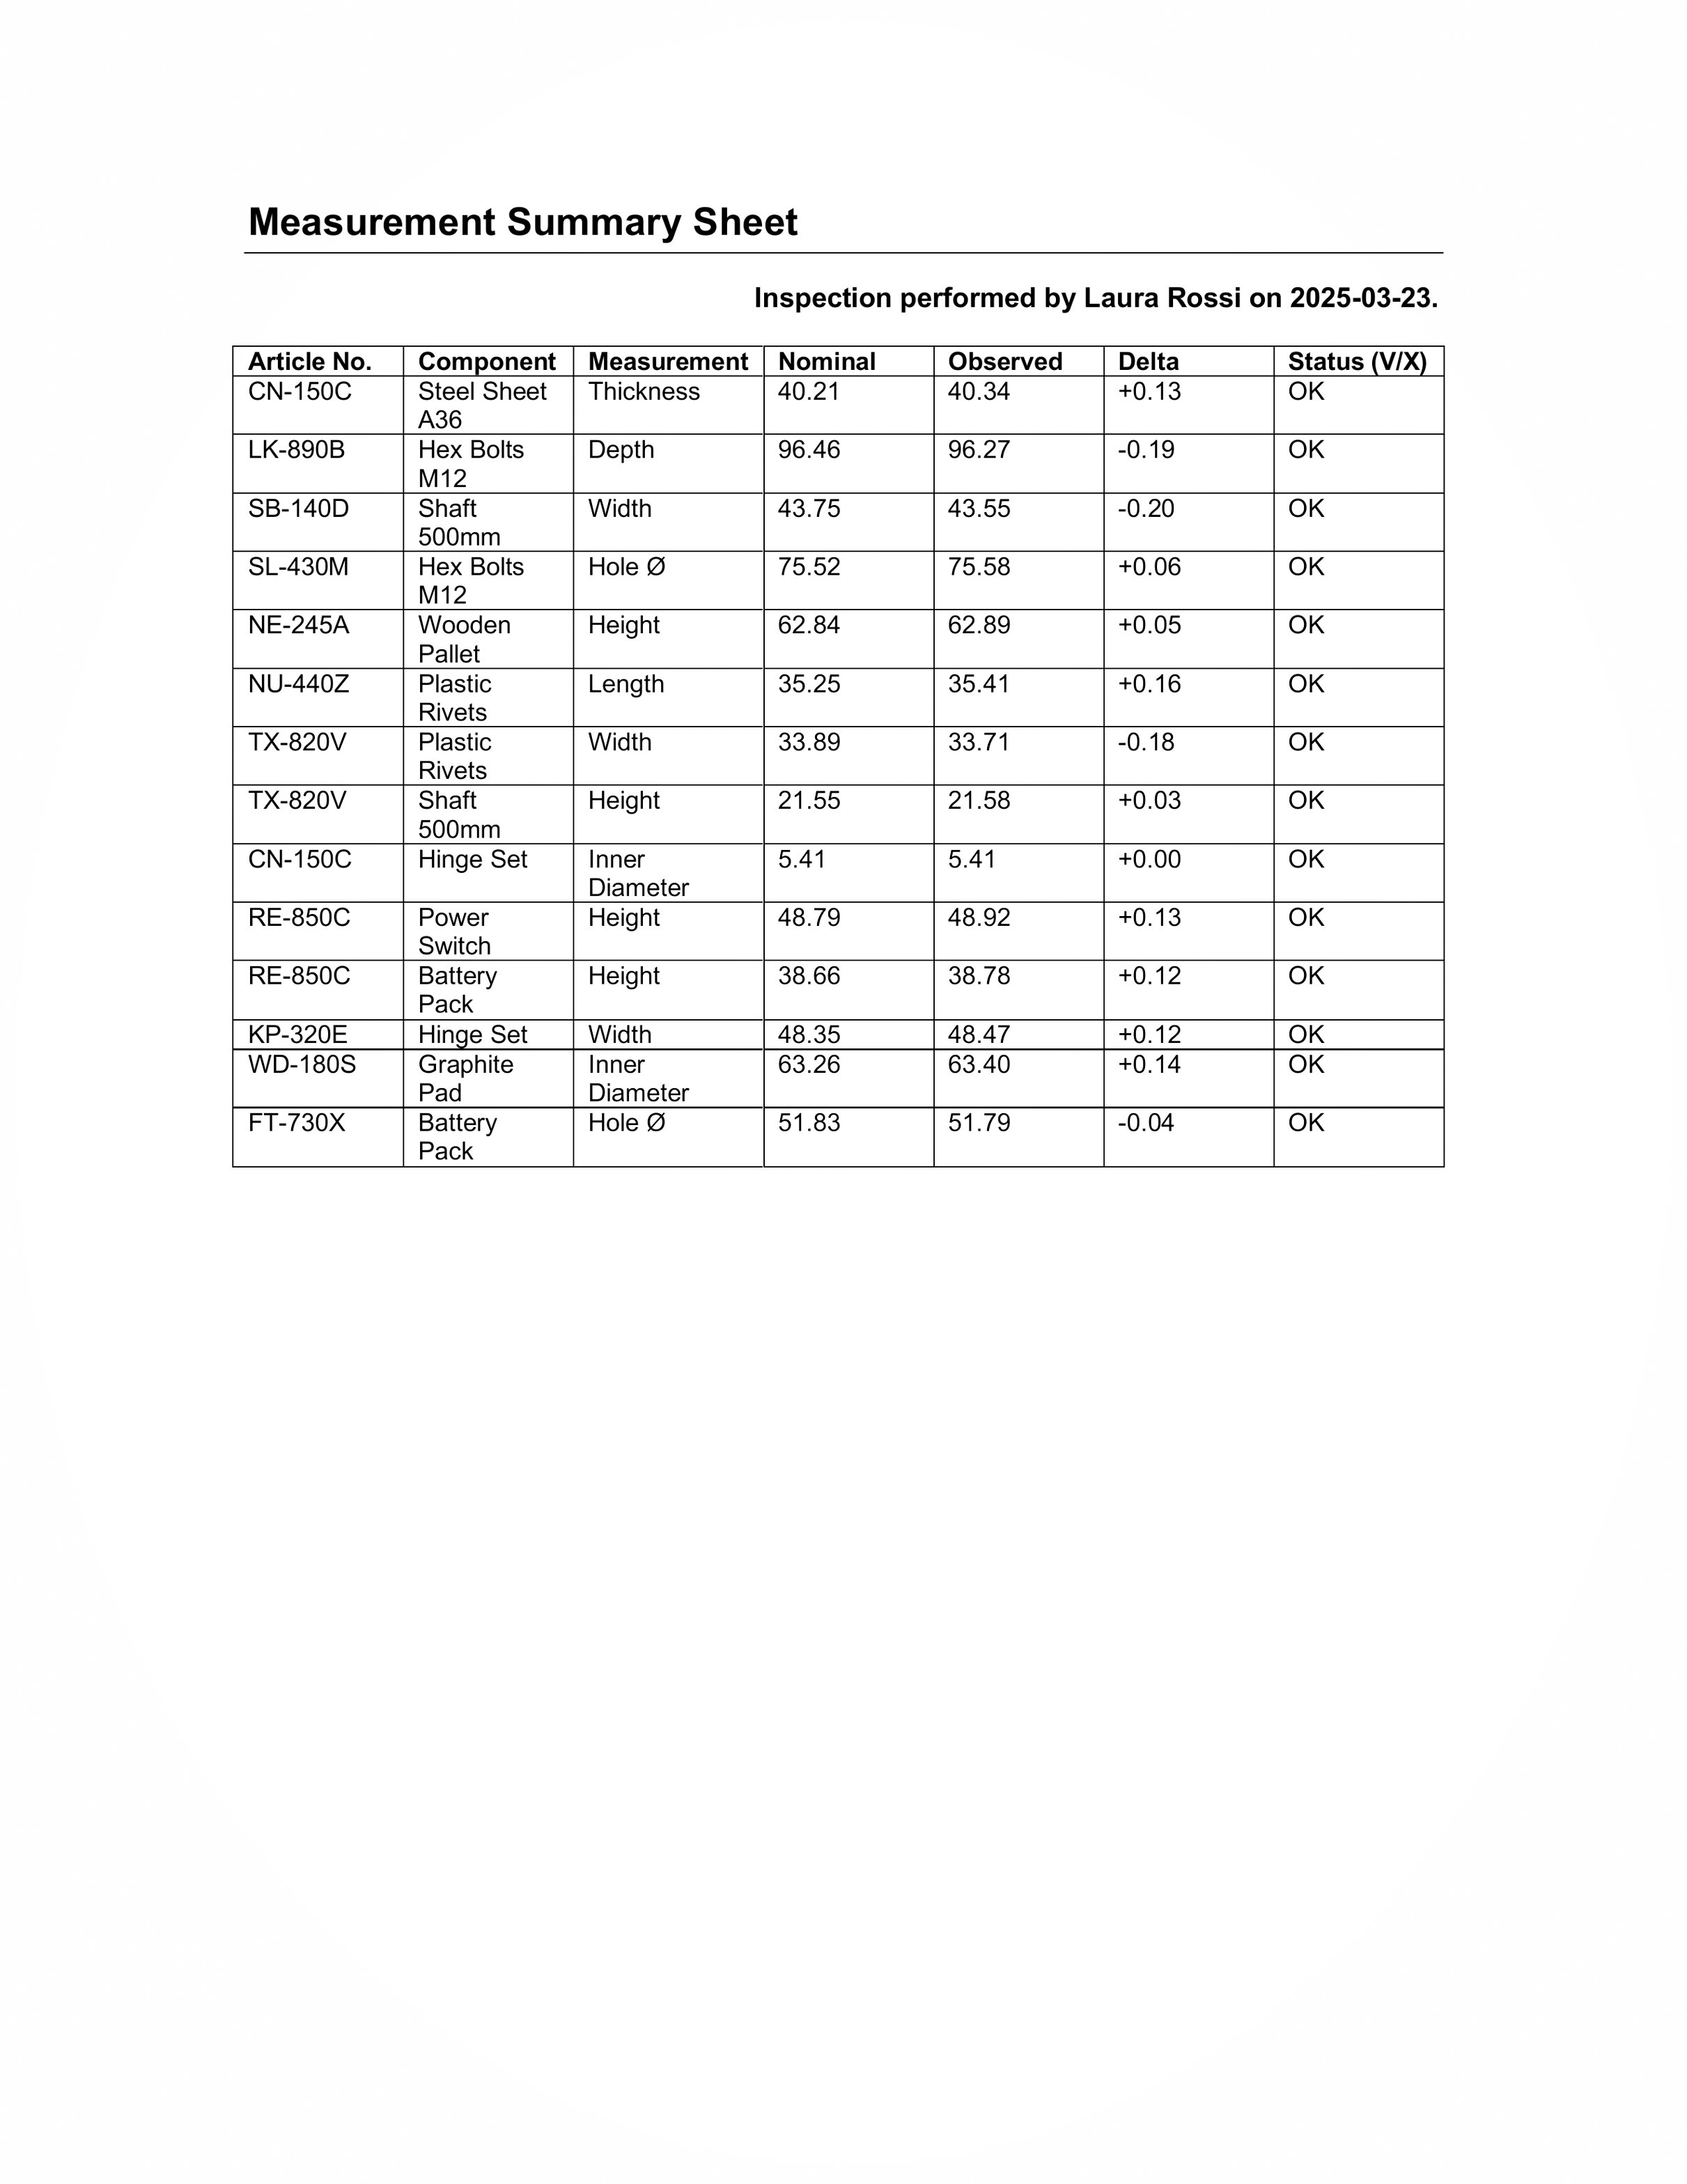 Measurement Summary Sheet
Inspection performed by Laura Rossi on 2025-03-23.
Article No. Component Measurement Nominal Observed Delta Status (V/X)
CN-150C Steel Sheet Thickness 40.21 40.34 +0.13 OK
A36
LK-890B Hex Bolts Depth 96.46 96.27 -0.19 OK
M12
SB-140D Shaft Width 43.75 43.55 -0.20 OK
500mm
SL-430M Hex Bolts Hole Ø 75.52 75.58 +0.06 OK
M12
NE-245A Wooden Height 62.84 62.89 +0.05 OK
Pallet
NU-440Z Plastic Length 35.25 35.41 +0.16 OK
Rivets
TX-820V Plastic Width 33.89 33.71 -0.18 OK
Rivets
TX-820V Shaft Height 21.55 21.58 +0.03 OK
500mm
CN-150C Hinge Set Inner 5.41 5.41 +0.00 OK
Diameter
RE-850C Power Height 48.79 48.92 +0.13 OK
Switch
RE-850C Battery Height 38.66 38.78 +0.12 OK
Pack
KP-320E Hinge Set Width 48.35 48.47 +0.12 OK
WD-180S Graphite Inner 63.26 63.40 +0.14 OK
Pad Diameter
FT-730X Battery Hole Ø 51.83 51.79 -0.04 OK
Pack